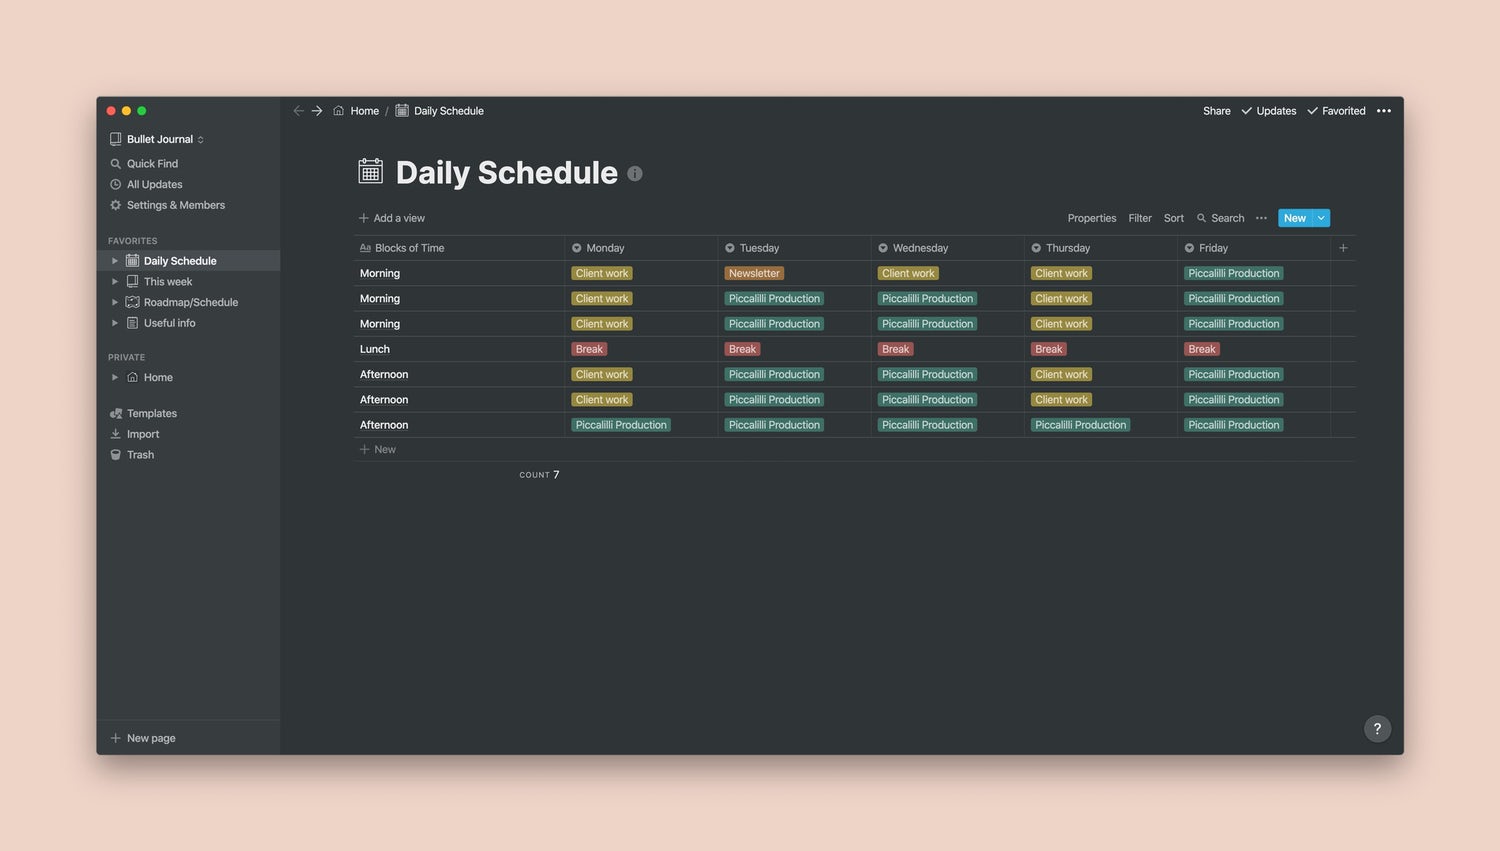 Home / Daily Schedule
Share Updates Favorited
Bullet Journal
Quick Find
All Updates
Settings & Members
FAVORITES
Daily Schedule
This week
Roadmap/Schedule
Useful info
PRIVATE
Home
Templates
Import
Trash
New page
Daily Schedule
Add a view
Properties Filter Sort Search New
Aa Blocks of Time Monday Tuesday Wednesday Thursday Friday
Morning Client work Newsletter Client work Client work Piccalilli Production
Morning Client work Piccalilli Production Piccalilli Production Client work Piccalilli Production
Morning Client work Piccalilli Production Piccalilli Production Client work Piccalilli Production
Lunch Break Break Break Break Break
Afternoon Client work Piccalilli Production Piccalilli Production Client work Piccalilli Production
Afternoon Client work Piccalilli Production Piccalilli Production Client work Piccalilli Production
Afternoon Piccalilli Production Piccalilli Production Piccalilli Production Piccalilli Production Piccalilli Production
New
COUNT 7
?